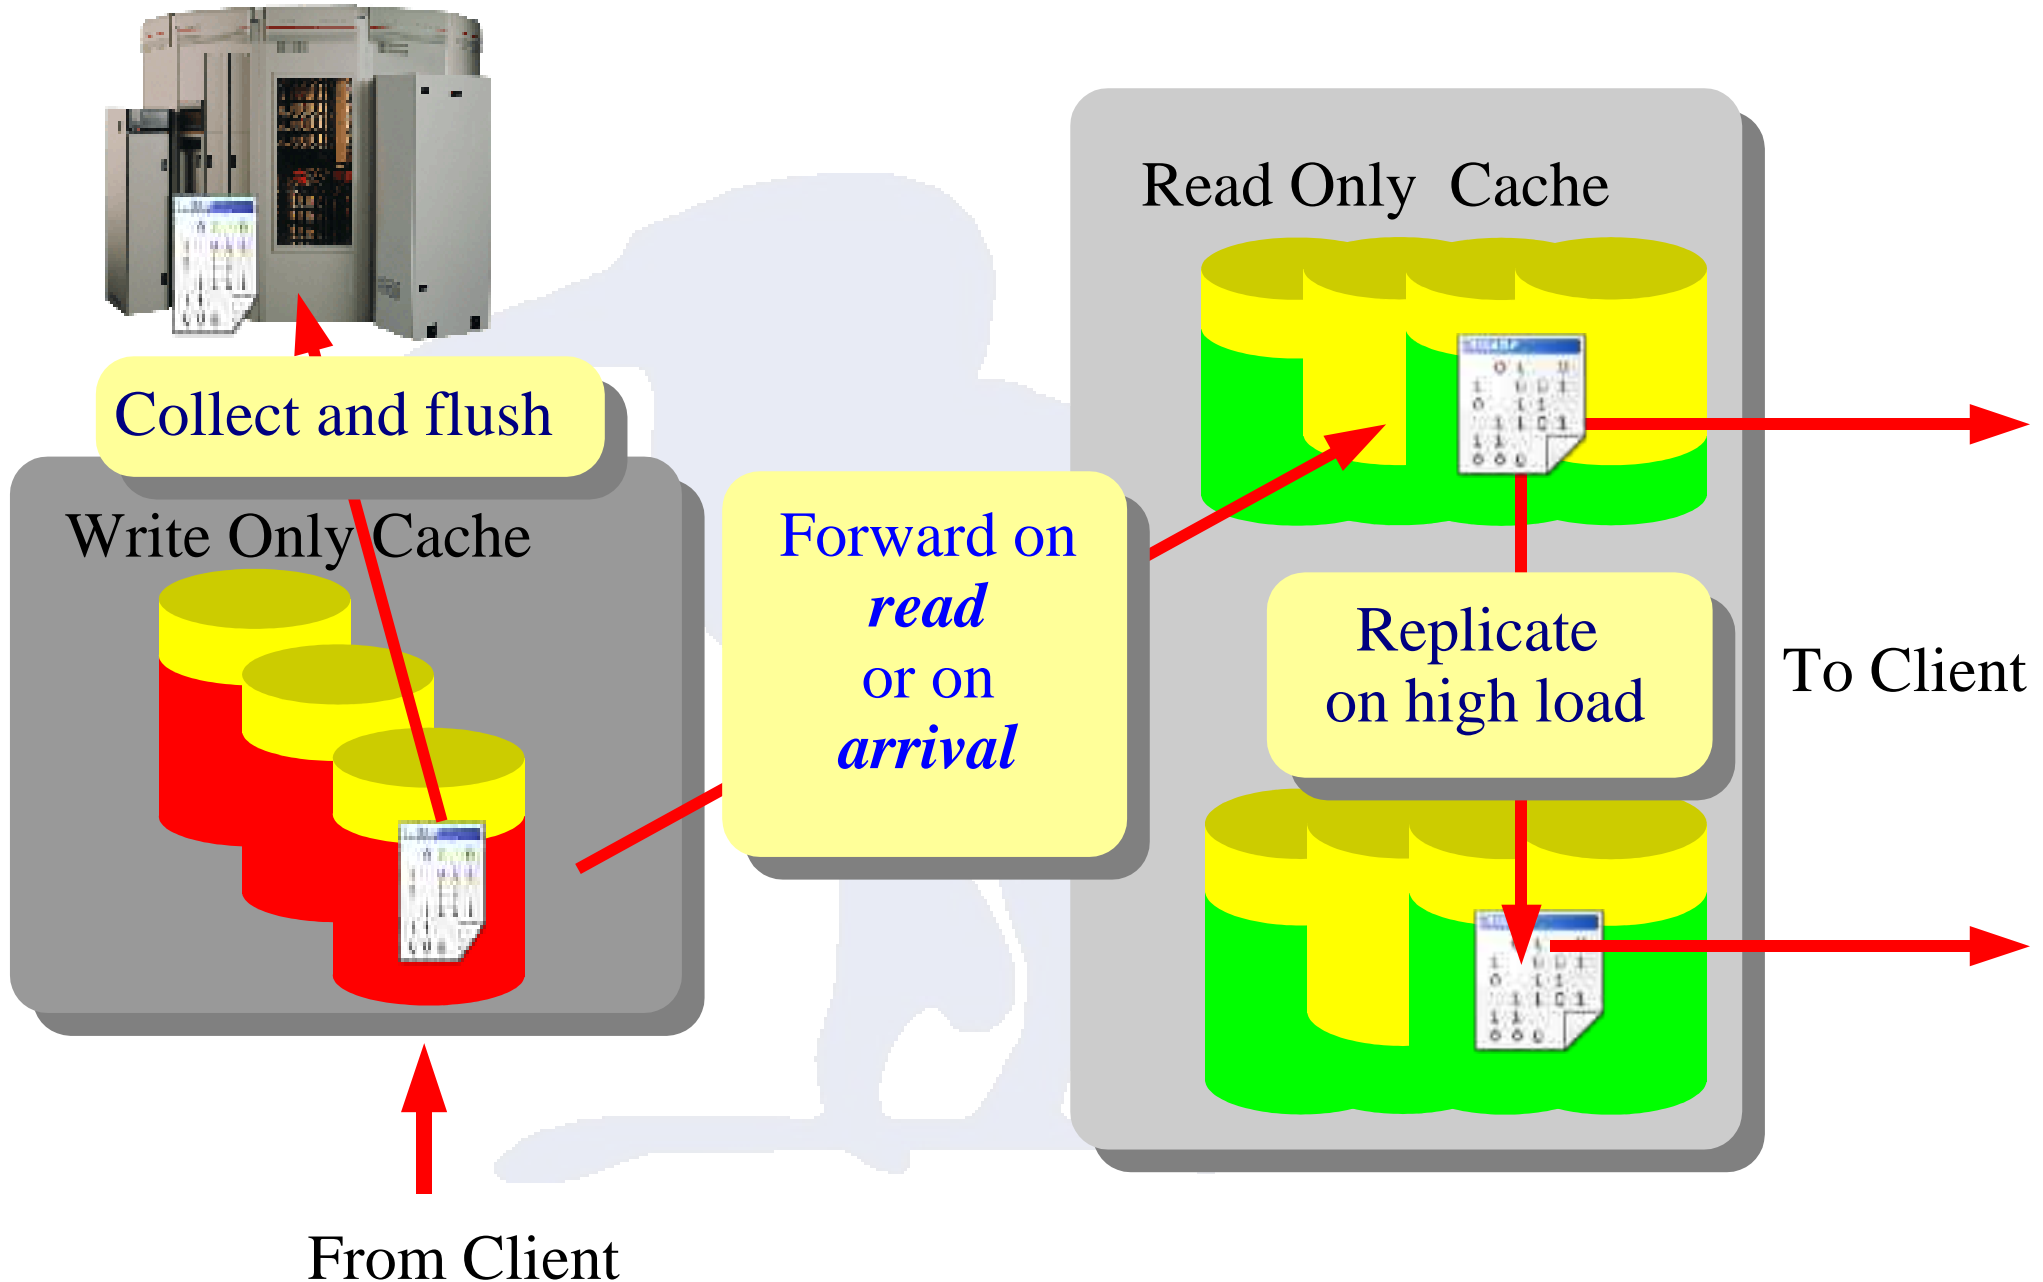 Read Only  Cache
Collect and flush
Write Only Cache
Forward on
read
or on
arrival
Replicate
on high load
To Client
From Client